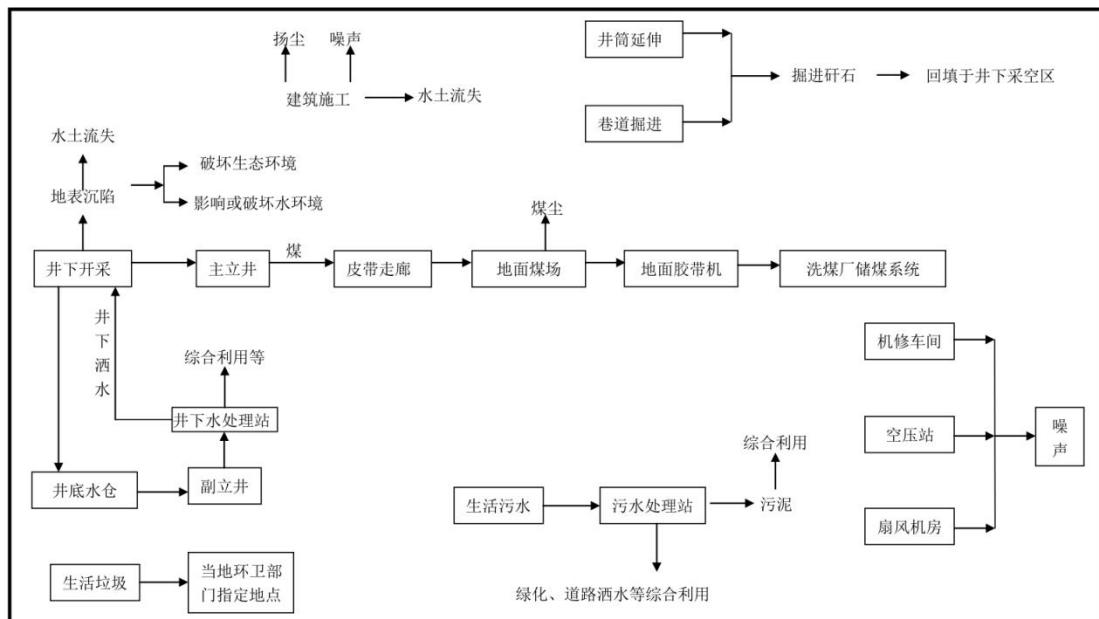 扬尘
噪声
井筒延伸
建筑施工
水土流失
掘进矸石
回填于井下采空区
巷道掘进
水土流失
破坏生态环境
地表沉陷
影响或破坏水环境
煤尘
井下开采
主立井
煤
皮带走廊
地面煤场
地面胶带机
洗煤厂储煤系统
井下洒水
综合利用等
井下水处理站
井底水仓
副立井
机修车间
空压站
扇风机房
噪声
综合利用
生活污水
污水处理站
污泥
绿化、道路洒水等综合利用
生活垃圾
当地环卫部
门指定地点